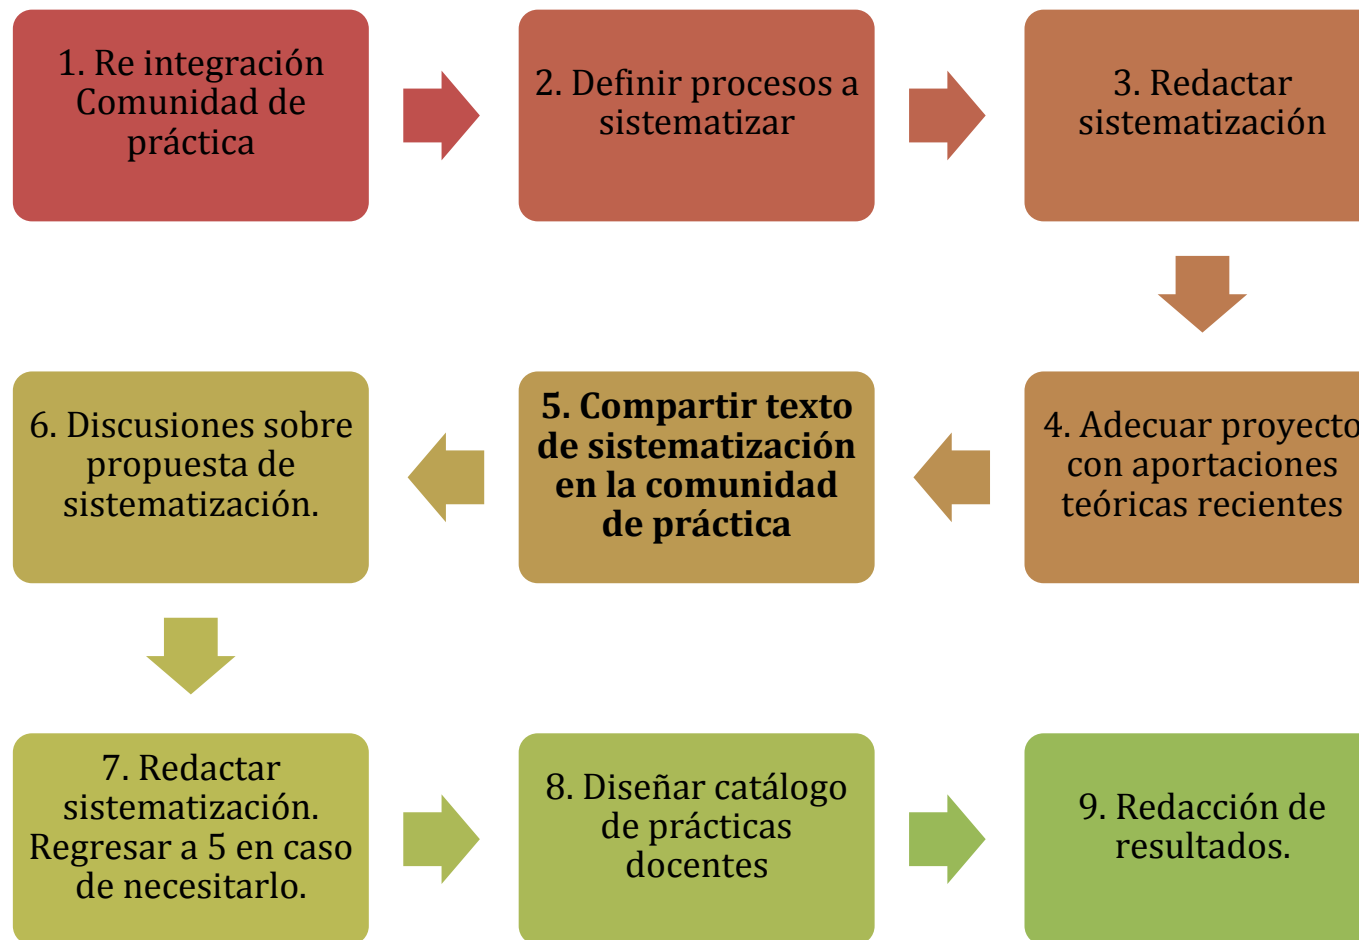 1. Re integración
Comunidad de
práctica
2. Definir procesos a
sistematizar
3. Redactar
sistematización
4. Adecuar proyecto
con aportaciones
teóricas recientes
5. Compartir texto
de sistematización
en la comunidad
de práctica
6. Discusiones sobre
propuesta de
sistematización.
7. Redactar
sistematización.
Regresar a 5 en caso
de necesitarlo.
8. Diseñar catálogo
de prácticas
docentes
9. Redacción de
resultados.